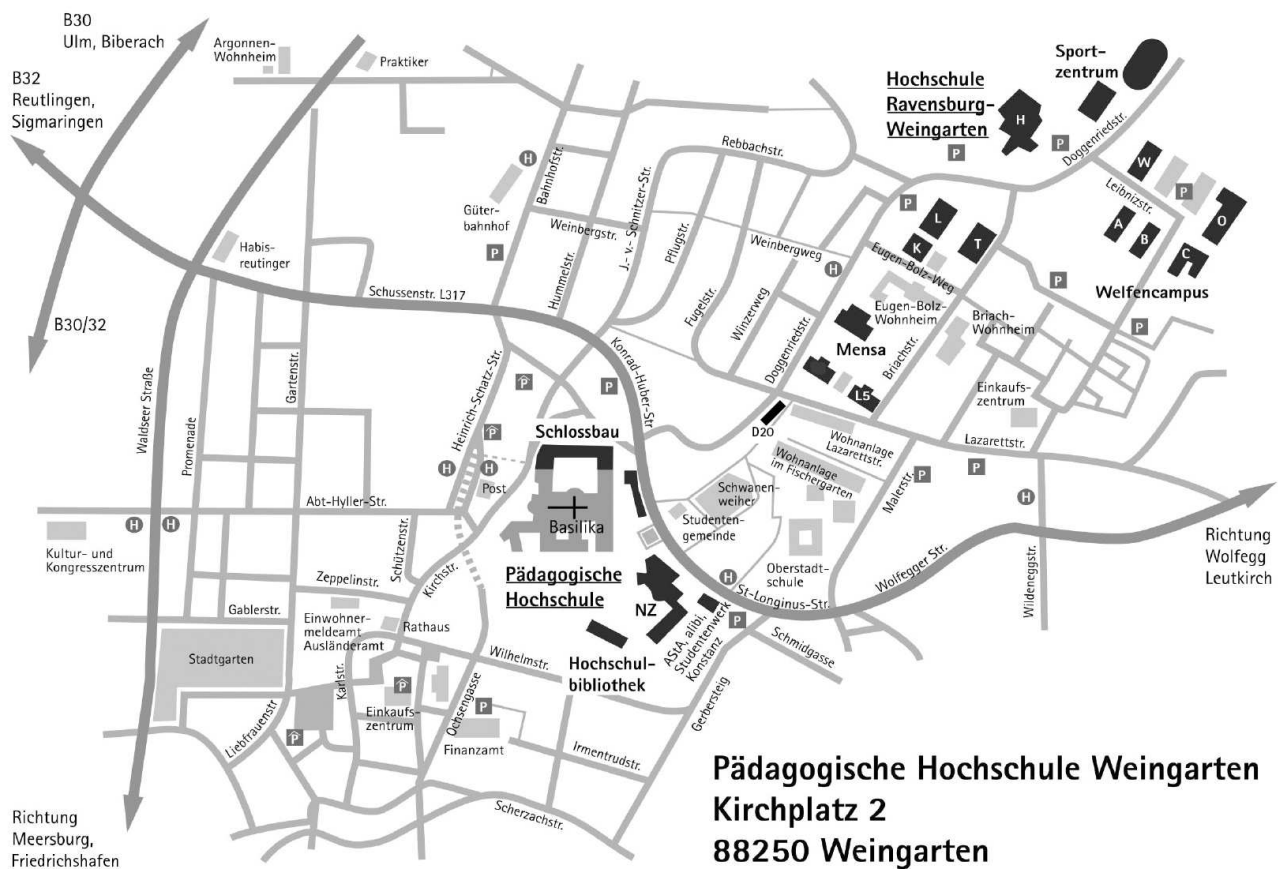 B30
Ulm, Biberach
B32
Reutlingen,
Sigmaringen
Argonnen-
Wohnheim
Praktiker
Sport-
zentrum
Hochschule
Ravensburg-
Weingarten
H
P
P
Doggenriedstr.
W
P
Leibnizstr.
A
B
C
O
Welfencampus
Rebbachstr.
H
Bahnhofstr.
Güter-
bahnhof
P
Weinbergstr.
Hummelstr.
J.-v.-Schnitzer-Str.
Pflugstr.
Fugelstr.
Weinbergweg
Winzerweg
H
P
L
K
T
Eugen-Bolz-Weg
Eugen-Bolz-
Wohnheim
Briach-
Wohnheim
P
P
Habis-
reutinger
Schussenstr. L317
B30/32
Mensa
Doggenriedstr.
Briachstr.
L5
D20
Einkaufs-
zentrum
Lazarettstr.
Wohnanlage
Lazarettstr.
Wohnanlage
im Fischergarten
Malerstr.
P
P
H
Waldseer Straße
Promenade
Gartenstr.
Heinrich-Schatz-Str.
P
P
P
Konrad-Huber-Str
Schlossbau
H
H
Post
Basilika
Schwanen-
weiher
Studenten-
gemeinde
Oberstadt-
schule
Abt-Hyller-Str.
H
H
Kultur- und
Kongresszentrum
Schützenstr.
Kirchstr.
Zeppelinstr.
Pädagogische
Hochschule
NZ
H
St-Longinus-Str.
Wolfegger Str.
Wildeneggstr.
Richtung
Wolfegg
Leutkirch
Gablerstr.
Einwohner-
meldeamt
Ausländeramt
Rathaus
Stadtgarten
Karlstr.
Wilhelmstr.
Hochschul-
bibliothek
AStA, alibi,
Studentenwerk
Konstanz
P
Schmidgasse
Gerbersteig
Liebfrauenstr
P
P
Einkaufs-
zentrum
Ochsengasse
P
Finanzamt
Irmentrudstr.
Scherzachstr.
Richtung
Meersburg,
Friedrichshafen
Pädagogische Hochschule Weingarten
Kirchplatz 2
88250 Weingarten